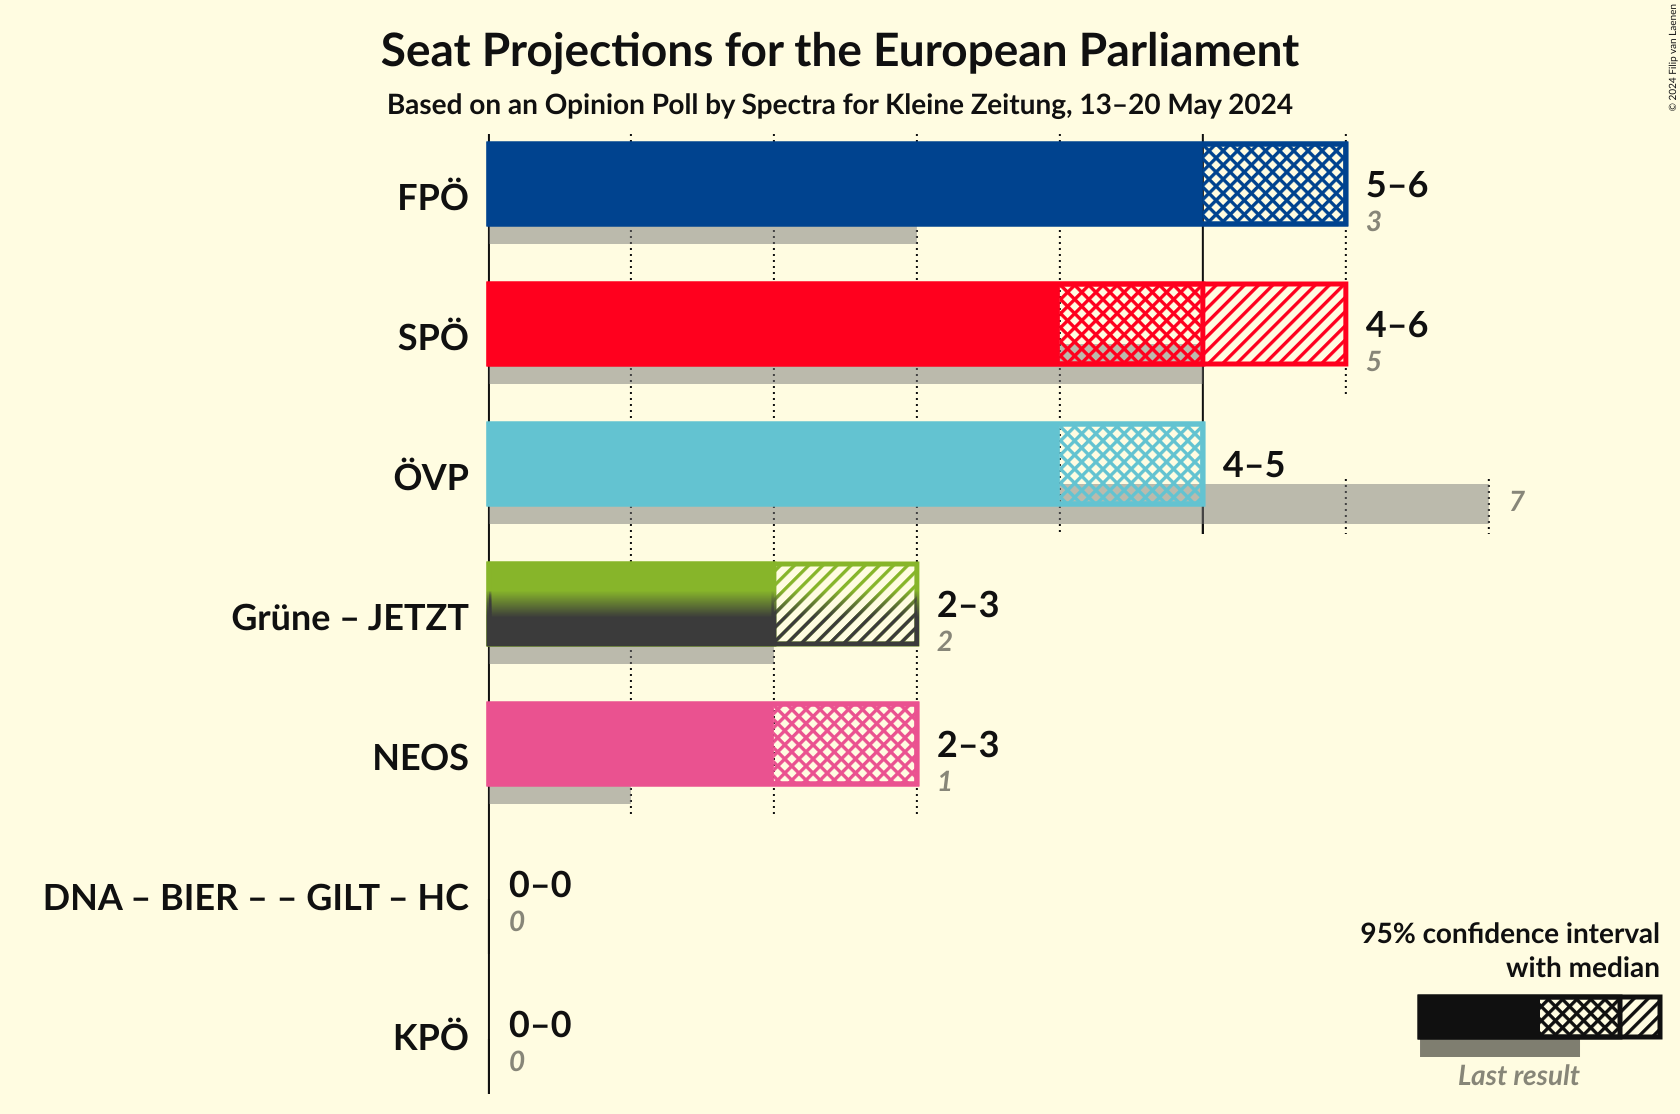 Seat Projections for the European Parliament
Based on an Opinion Poll by Spectra for Kleine Zeitung, 13–20 May 2024
© 2024 Filip van Laenen
FPÖ
5–6
3
SPÖ
4–6
5
ÖVP
4–5
7
Grüne – JETZT
2–3
2
NEOS
2–3
1
DNA – BIER – – GILT – HC
0–0
0
KPÖ
0–0
0
95% confidence interval
with median
Last result